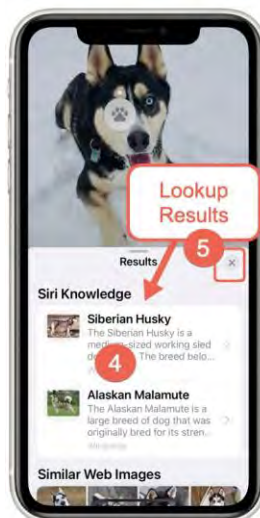 Lookup
Results
5
Results
×
Siri Knowledge
Siberian Husky
The Siberian Husky is a
medium-sized working sled
The breed belo...
4
Alaskan Malamute
The Alaskan Malamute is a
large breed of dog that was
originally bred for its stren...
Similar Web Images